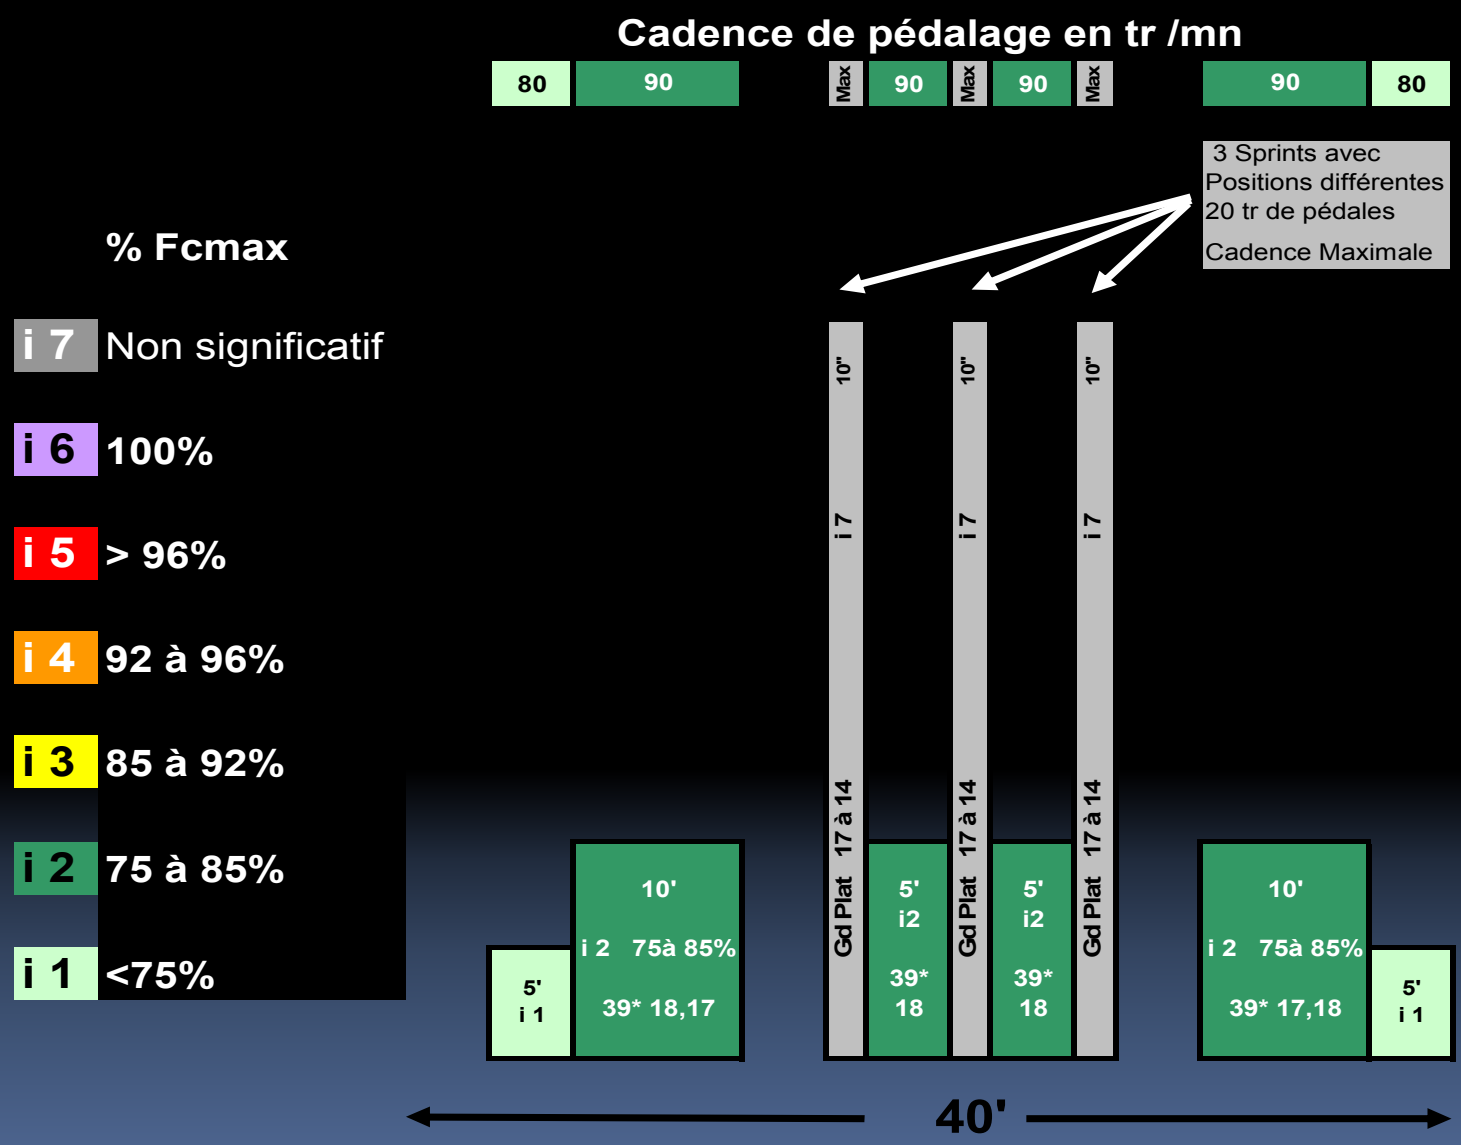 Cadence de pédalage en tr /mn
80 90 Max 90 Max 90 Max 90 80
3 Sprints avec
Positions différentes
20 tr de pédales
Cadence Maximale
% Fcmax
i 7 Non significatif
i 6 100%
i 5 > 96%
i 4 92 à 96%
i 3 85 à 92%
i 2 75 à 85%
i 1 <75%
5'
i 1
10'
i 2 75à 85%
39* 18,17
Gd Plat 17 à 14 i 7 10"
5'
i2
39*
18
Gd Plat 17 à 14 i 7 10"
5'
i2
39*
18
Gd Plat 17 à 14 i 7 10"
10'
i 2 75à 85%
39* 17,18
5'
i 1
40'